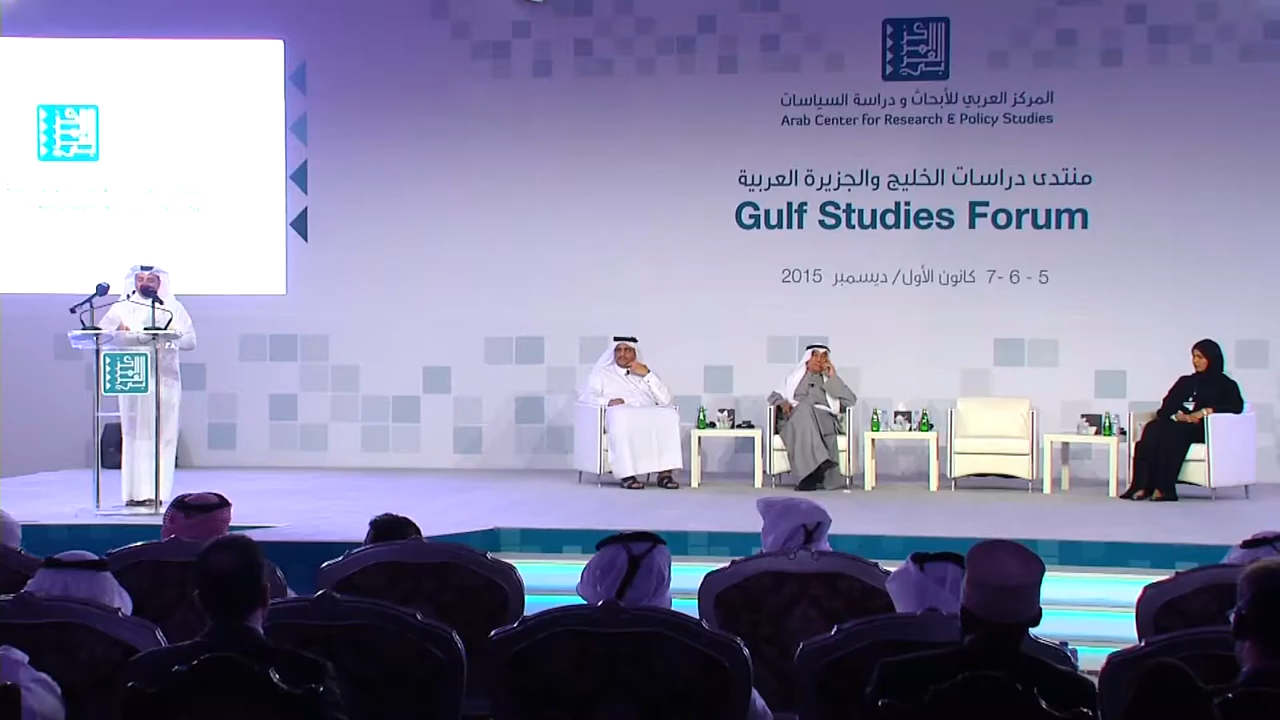 المركز العربي للأبحاث و دراسة السياسات
Arab Center for Research & Policy Studies
منتدى دراسات الخليج والجزيرة العربية
Gulf Studies Forum
5 - 6 -7 كانون الأول/ ديسمبر 2015